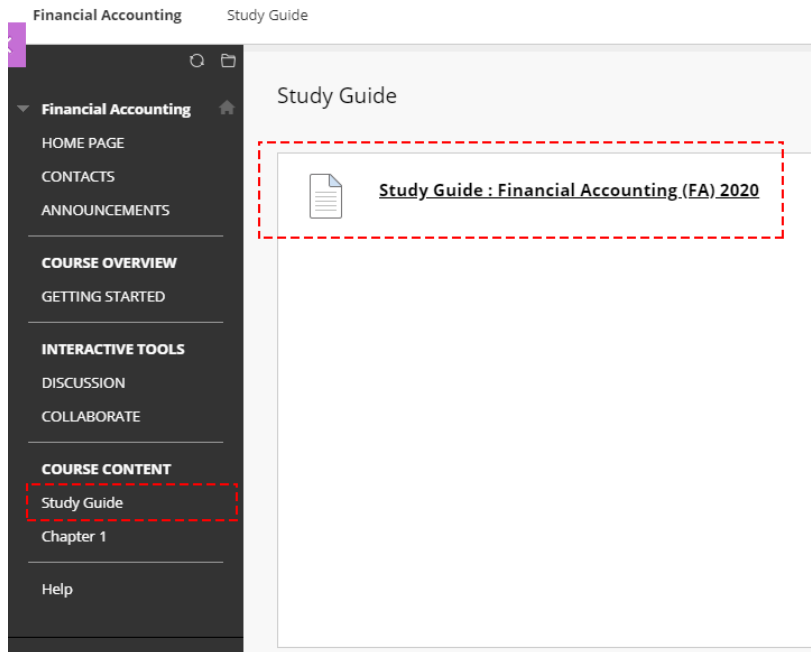 Financial Accounting Study Guide
Financial Accounting
HOME PAGE
CONTACTS
ANNOUNCEMENTS
COURSE OVERVIEW
GETTING STARTED
INTERACTIVE TOOLS
DISCUSSION
COLLABORATE
COURSE CONTENT
Study Guide
Chapter 1
Help
Study Guide
Study Guide : Financial Accounting (FA) 2020